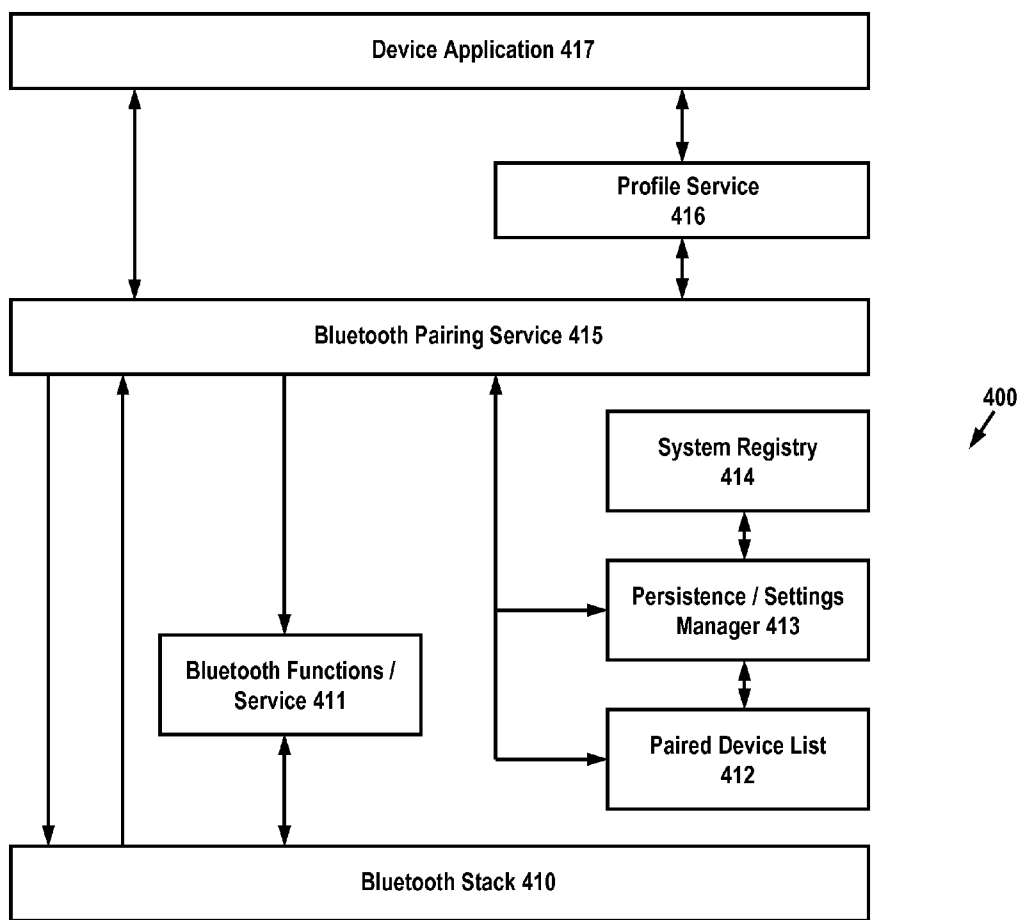 Device Application 417
Profile Service
416
Bluetooth Pairing Service 415
400
System Registry
414
Persistence / Settings
Manager 413
Bluetooth Functions /
Service 411
Paired Device List
412
Bluetooth Stack 410